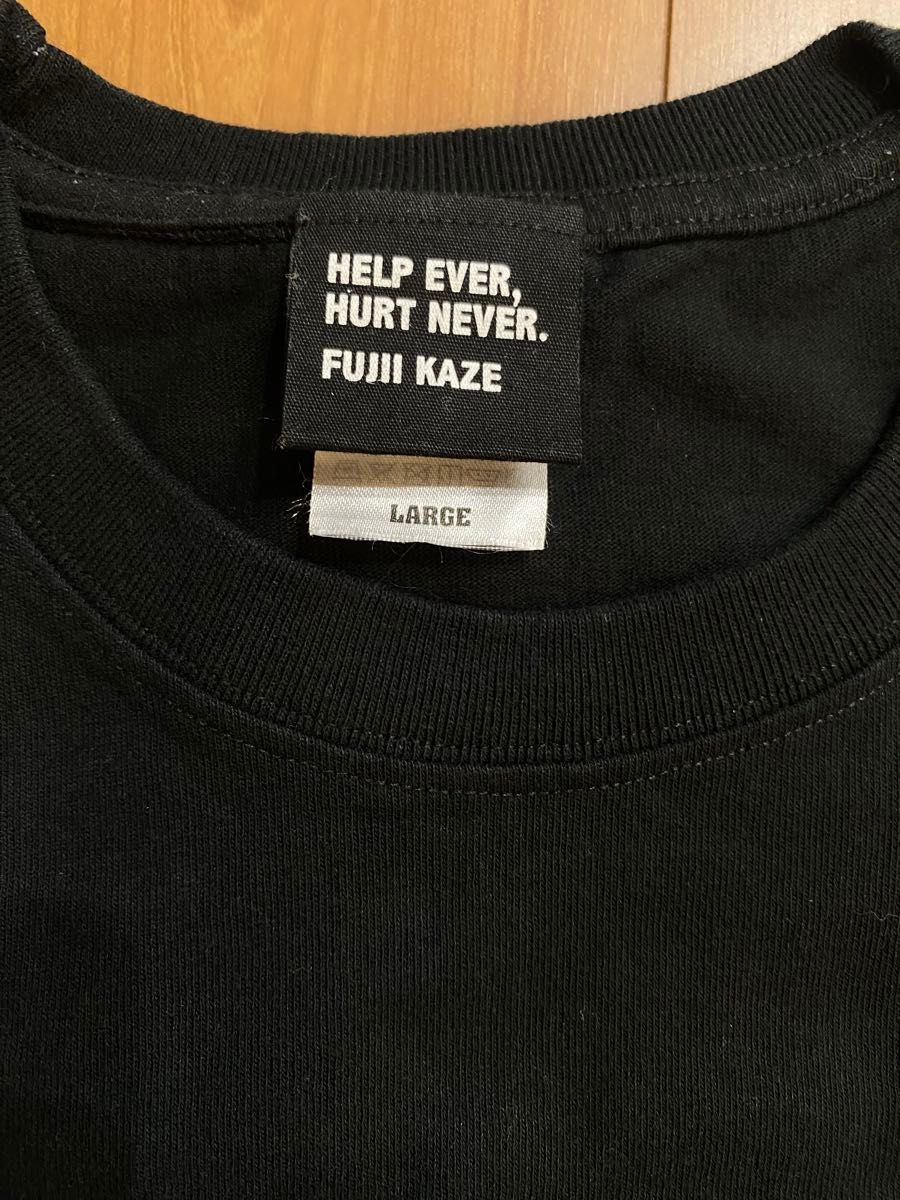 HELP EVER,
HURT NEVER.
FUJII KAZE
LARGE